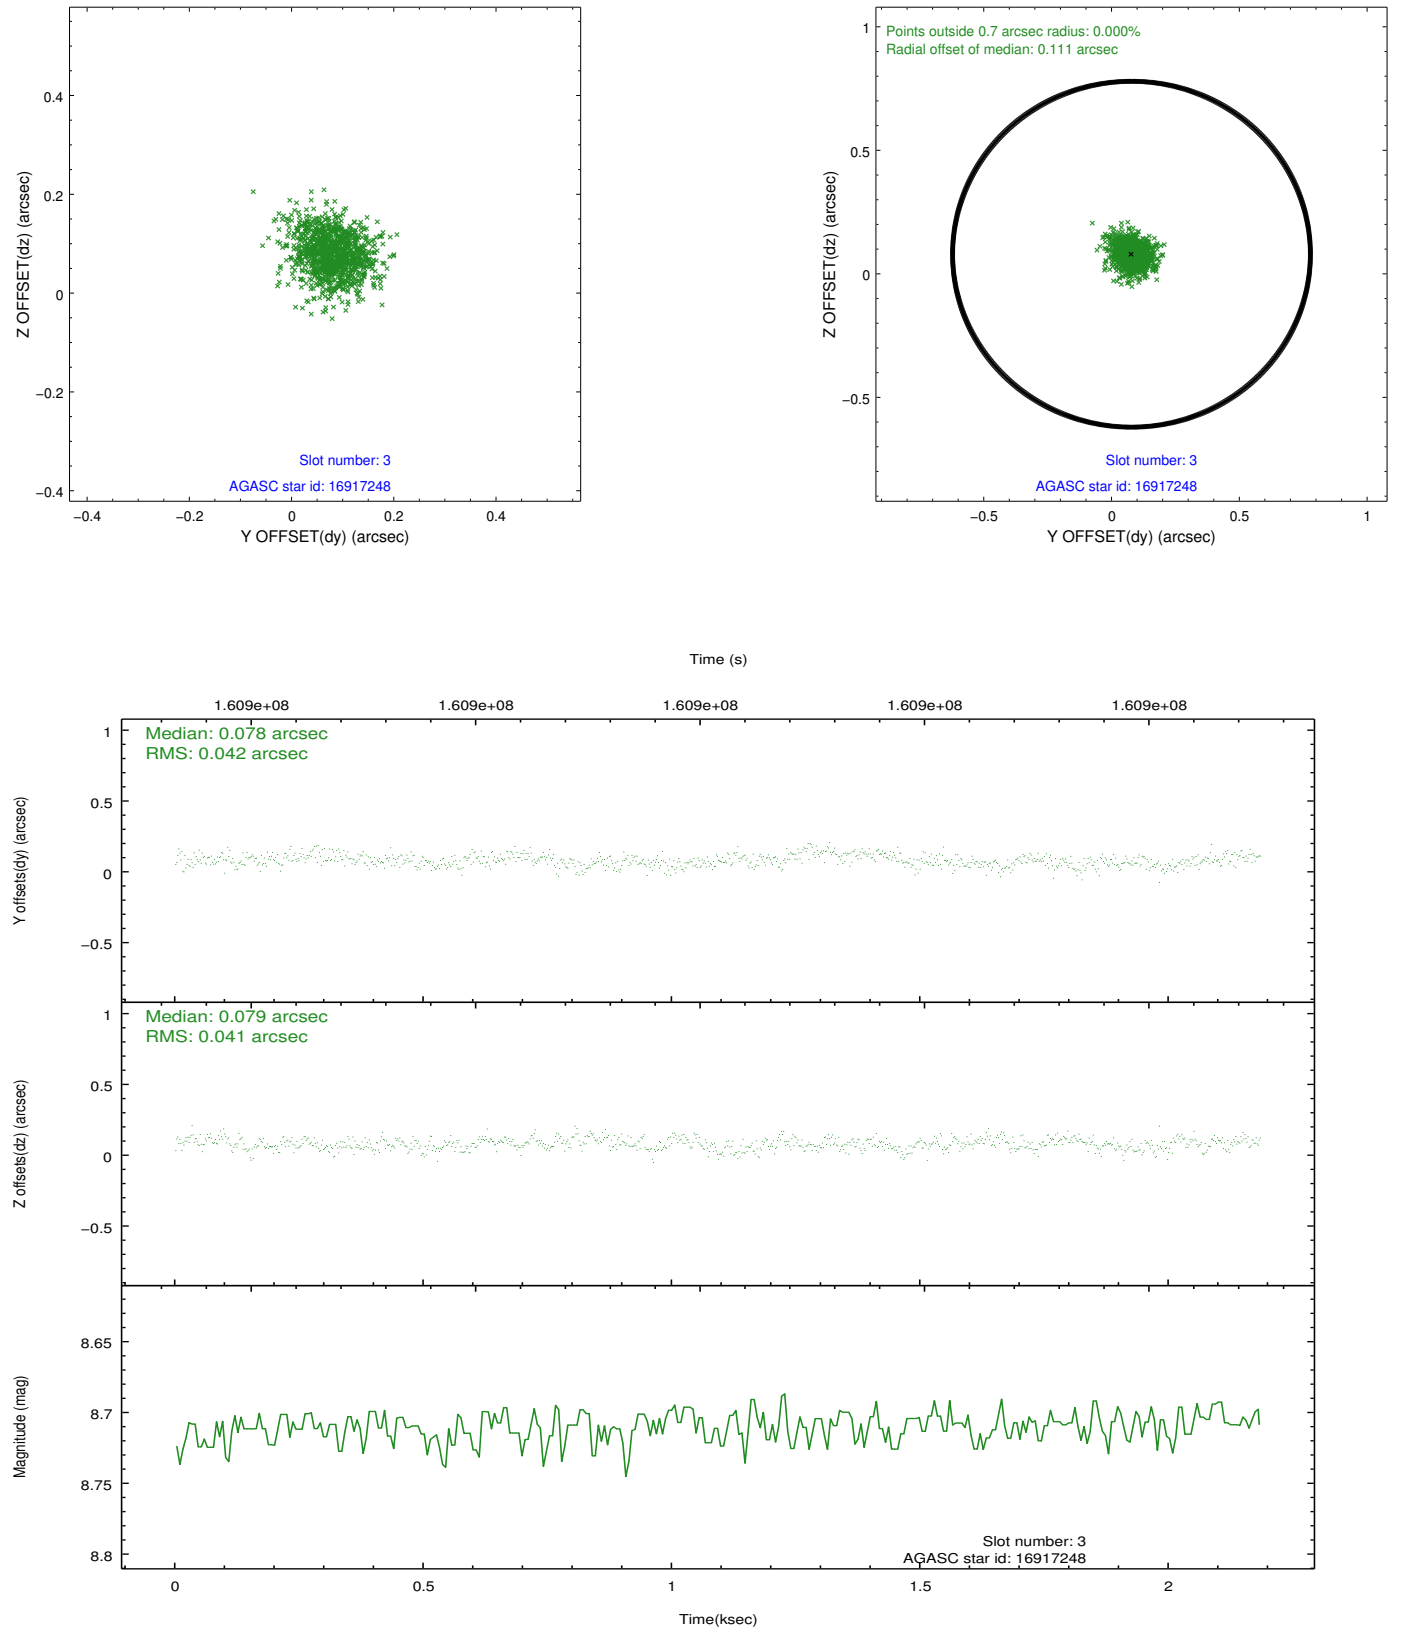 0.4
0.2
0
−0.2
−0.4
Z OFFSET(dz) (arcsec)
Slot number: 3
AGASC star id: 16917248
−0.4 −0.2 0 0.2 0.4
Y OFFSET(dy) (arcsec)
Points outside 0.7 arcsec radius: 0.000%
Radial offset of median: 0.111 arcsec
1
0.5
0
−0.5
Z OFFSET(dz) (arcsec)
Slot number: 3
AGASC star id: 16917248
−0.5 0 0.5 1
Y OFFSET(dy) (arcsec)
Time (s)
1.609e+08 1.609e+08 1.609e+08 1.609e+08 1.609e+08
Median: 0.078 arcsec
RMS: 0.042 arcsec
1
0.5
0
−0.5
Y offsets(dy) (arcsec)
Median: 0.079 arcsec
RMS: 0.041 arcsec
1
0.5
0
−0.5
Z offsets(dz) (arcsec)
8.65
8.7
8.75
8.8
Magnitude (mag)
Slot number: 3
AGASC star id: 16917248
0 0.5 1 1.5 2
Time(ksec)